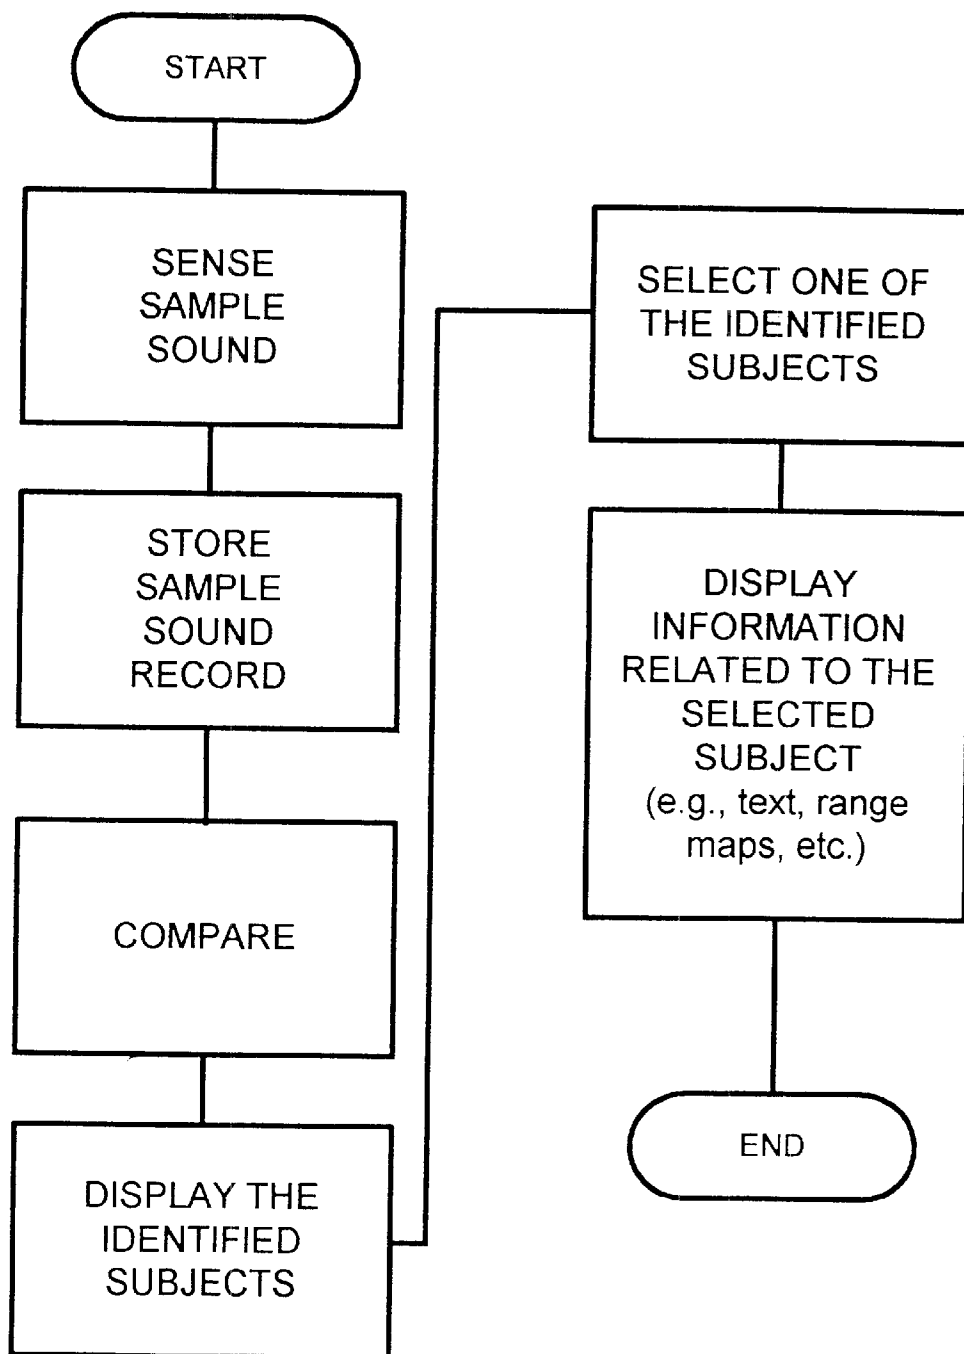 START
SENSE
SAMPLE
SOUND
STORE
SAMPLE
SOUND
RECORD
COMPARE
DISPLAY THE
IDENTIFIED
SUBJECTS
SELECT ONE OF
THE IDENTIFIED
SUBJECTS
DISPLAY
INFORMATION
RELATED TO THE
SELECTED
SUBJECT
(e.g., text, range
maps, etc.)
END